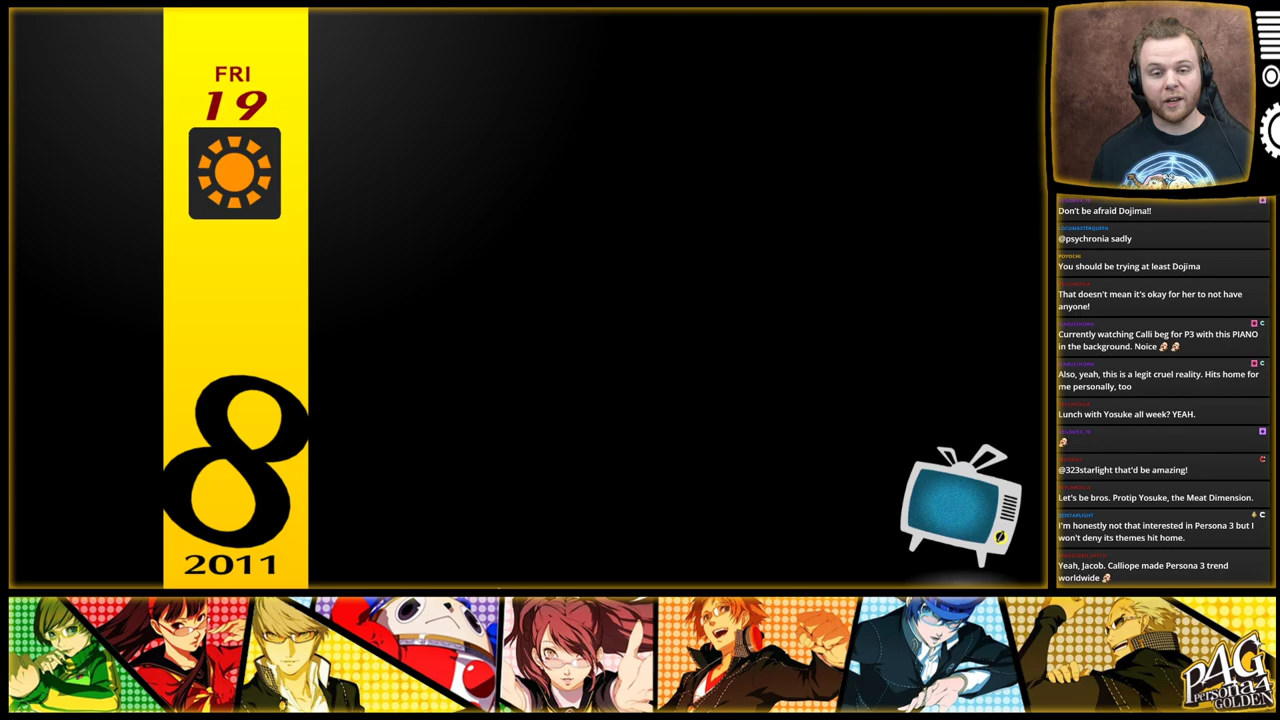 FRI
19
8
2011
Don't be afraid Dojima!!
@psychronia sadly
POYOCHI
You should be trying at least Dojima
That doesn't mean it's okay for her to not have
anyone!
Currently watching Calli beg for P3 with this PIANO
in the background. Noice
Also, yeah, this is a legit cruel reality. Hits home for
me personally, too
Lunch with Yosuke all week? YEAH.
@323starlight that'd be amazing!
Let's be bros. Protip Yosuke, the Meat Dimension.
323STARLIGHT
I'm honestly not that interested in Persona 3 but I
won't deny its themes hit home.
Yeah, Jacob. Calliope made Persona 3 trend
worldwide
P4G
Persona4
GOLDEN